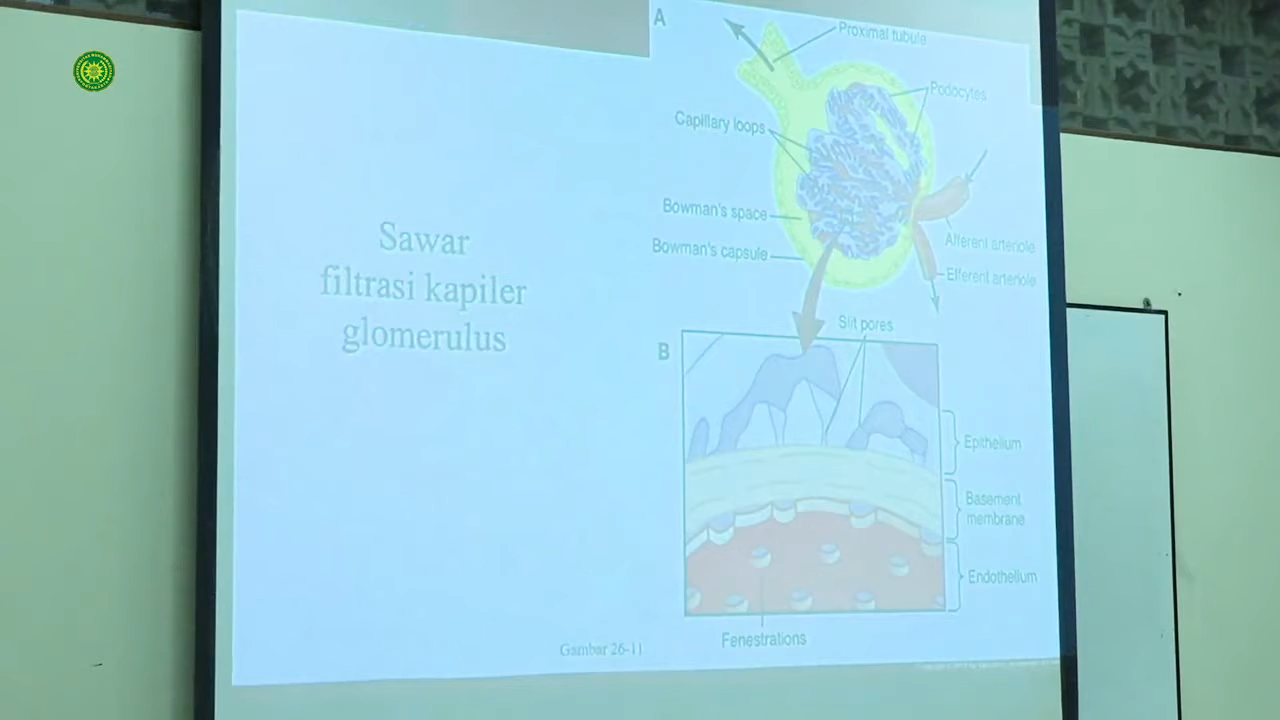 Sawar
filtrasi kapiler
glomerulus
Gambar 26-11
A
Proximal tubule
Podocytes
Capillary loops
Bowman's space
Bowman's capsule
Afferent arteriole
Efferent arteriole
B
Slit pores
Epithelium
Basement
membrane
Endothelium
Fenestrations